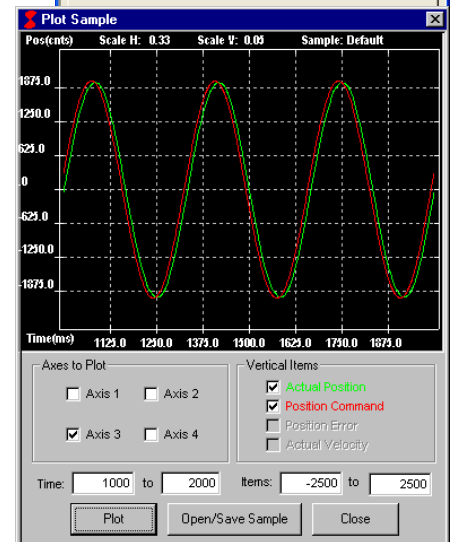 Plot Sample
Pos(cnts) Scale H: 0.33 Scale V: 0.05 Sample: Default
1875.0
1250.0
625.0
.0
-625.0
-1250.0
-1875.0
Time(ms) 1125.0 1250.0 1375.0 1500.0 1625.0 1750.0 1875.0
Axes to Plot
Axis 1 Axis 2
Axis 3 Axis 4
Vertical Items
Actual Position
Position Command
Position Error
Actual Velocity
Time: 1000 to 2000 Items: -2500 to 2500
Plot Open/Save Sample Close